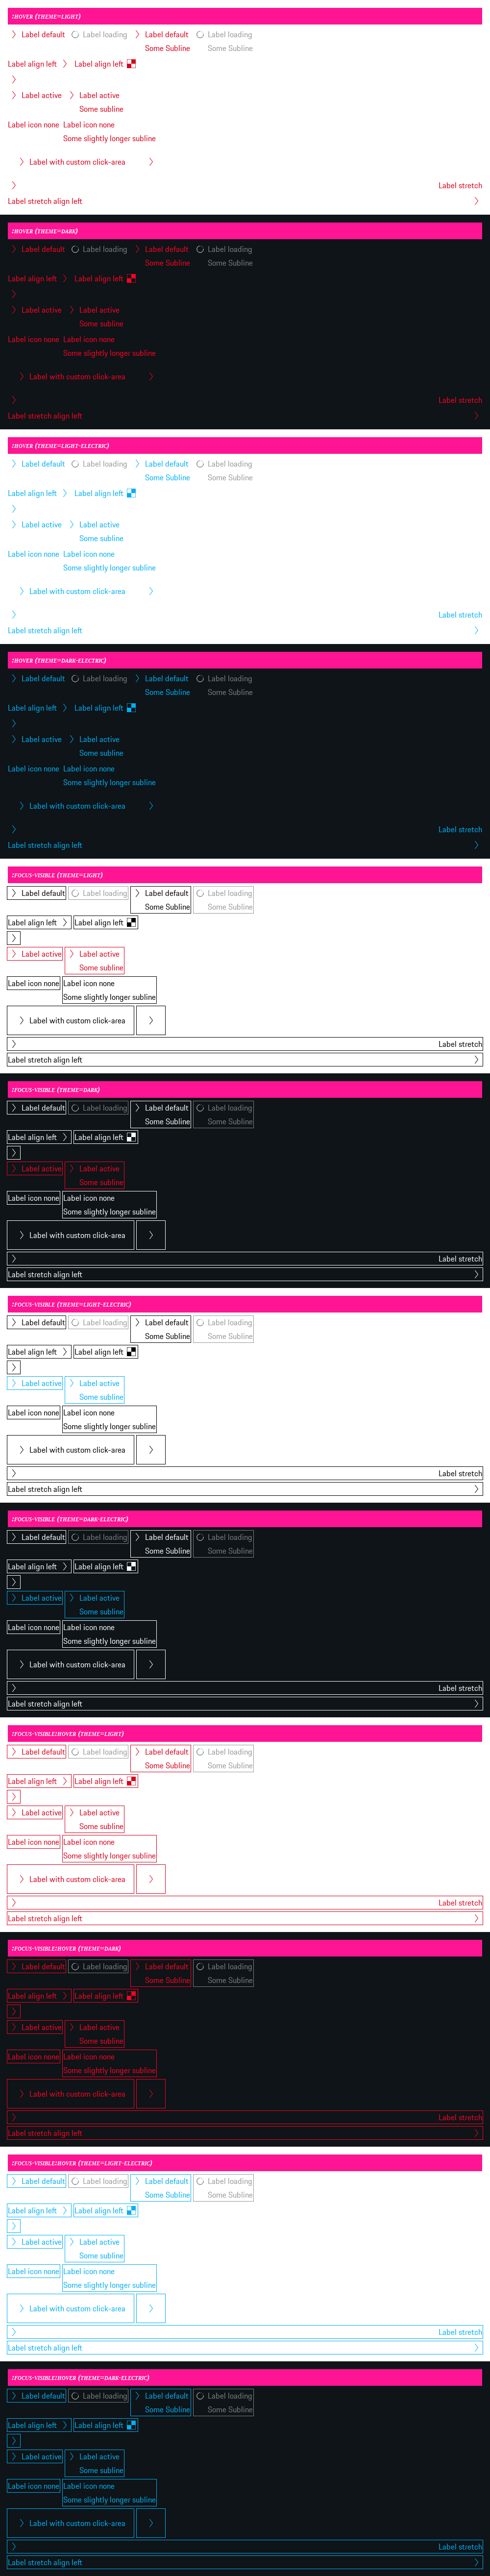 :HOVER (THEME=LIGHT)
Label default Label loading Label default Label loading
Some Subline Some Subline
Label align left Label align left
Label active Label active
Some subline
Label icon none Label icon none
Some slightly longer subline
Label with custom click-area
Label stretch
Label stretch align left
:HOVER (THEME=DARK)
Label default Label loading Label default Label loading
Some Subline Some Subline
Label align left Label align left
Label active Label active
Some subline
Label icon none Label icon none
Some slightly longer subline
Label with custom click-area
Label stretch
Label stretch align left
:HOVER (THEME=LIGHT-ELECTRIC)
Label default Label loading Label default Label loading
Some Subline Some Subline
Label align left Label align left
Label active Label active
Some subline
Label icon none Label icon none
Some slightly longer subline
Label with custom click-area
Label stretch
Label stretch align left
:HOVER (THEME=DARK-ELECTRIC)
Label default Label loading Label default Label loading
Some Subline Some Subline
Label align left Label align left
Label active Label active
Some subline
Label icon none Label icon none
Some slightly longer subline
Label with custom click-area
Label stretch
Label stretch align left
:FOCUS-VISIBLE (THEME=LIGHT)
Label default Label loading Label default Label loading
Some Subline Some Subline
Label align left Label align left
Label active Label active
Some subline
Label icon none Label icon none
Some slightly longer subline
Label with custom click-area
Label stretch
Label stretch align left
:FOCUS-VISIBLE (THEME=DARK)
Label default Label loading Label default Label loading
Some Subline Some Subline
Label align left Label align left
Label active Label active
Some subline
Label icon none Label icon none
Some slightly longer subline
Label with custom click-area
Label stretch
Label stretch align left
:FOCUS-VISIBLE (THEME=LIGHT-ELECTRIC)
Label default Label loading Label default Label loading
Some Subline Some Subline
Label align left Label align left
Label active Label active
Some subline
Label icon none Label icon none
Some slightly longer subline
Label with custom click-area
Label stretch
Label stretch align left
:FOCUS-VISIBLE (THEME=DARK-ELECTRIC)
Label default Label loading Label default Label loading
Some Subline Some Subline
Label align left Label align left
Label active Label active
Some subline
Label icon none Label icon none
Some slightly longer subline
Label with custom click-area
Label stretch
Label stretch align left
:FOCUS-VISIBLE:HOVER (THEME=LIGHT)
Label default Label loading Label default Label loading
Some Subline Some Subline
Label align left Label align left
Label active Label active
Some subline
Label icon none Label icon none
Some slightly longer subline
Label with custom click-area
Label stretch
Label stretch align left
:FOCUS-VISIBLE:HOVER (THEME=DARK)
Label default Label loading Label default Label loading
Some Subline Some Subline
Label align left Label align left
Label active Label active
Some subline
Label icon none Label icon none
Some slightly longer subline
Label with custom click-area
Label stretch
Label stretch align left
:FOCUS-VISIBLE:HOVER (THEME=LIGHT-ELECTRIC)
Label default Label loading Label default Label loading
Some Subline Some Subline
Label align left Label align left
Label active Label active
Some subline
Label icon none Label icon none
Some slightly longer subline
Label with custom click-area
Label stretch
Label stretch align left
:FOCUS-VISIBLE:HOVER (THEME=DARK-ELECTRIC)
Label default Label loading Label default Label loading
Some Subline Some Subline
Label align left Label align left
Label active Label active
Some subline
Label icon none Label icon none
Some slightly longer subline
Label with custom click-area
Label stretch
Label stretch align left